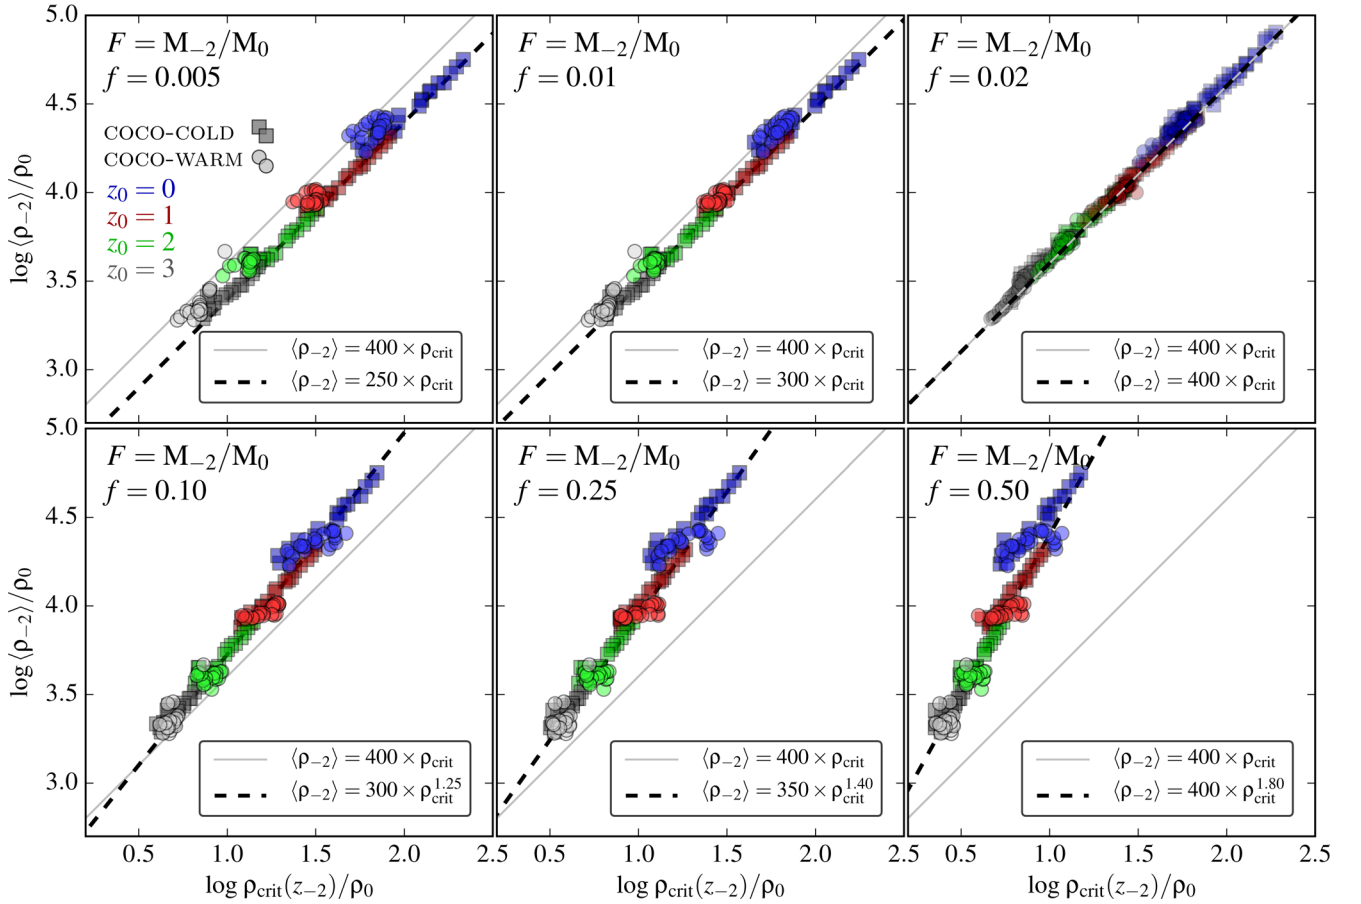 F = M₋₂/M₀
f = 0.005
COCO-COLD
COCO-WARM
z₀ = 0
z₀ = 1
z₀ = 2
z₀ = 3
⟨ρ₋₂⟩ = 400 × ρcrit
⟨ρ₋₂⟩ = 250 × ρcrit
F = M₋₂/M₀
f = 0.01
⟨ρ₋₂⟩ = 400 × ρcrit
⟨ρ₋₂⟩ = 300 × ρcrit
F = M₋₂/M₀
f = 0.02
⟨ρ₋₂⟩ = 400 × ρcrit
⟨ρ₋₂⟩ = 400 × ρcrit
5.0
4.5
4.0
3.5
3.0
log⟨ρ₋₂⟩/ρ₀
F = M₋₂/M₀
f = 0.10
⟨ρ₋₂⟩ = 400 × ρcrit
⟨ρ₋₂⟩ = 300 × ρcrit^1.25
F = M₋₂/M₀
f = 0.25
⟨ρ₋₂⟩ = 400 × ρcrit
⟨ρ₋₂⟩ = 350 × ρcrit^1.40
F = M₋₂/M₀
f = 0.50
⟨ρ₋₂⟩ = 400 × ρcrit
⟨ρ₋₂⟩ = 400 × ρcrit^1.80
5.0
5.0
4.5
4.0
3.5
3.0
log⟨ρ₋₂⟩/ρ₀
0.5 1.0 1.5 2.0 2.5 0.5 1.0 1.5 2.0 2.5 0.5 1.0 1.5 2.0 2.5
log ρcrit(z₋₂)/ρ₀ log ρcrit(z₋₂)/ρ₀ log ρcrit(z₋₂)/ρ₀